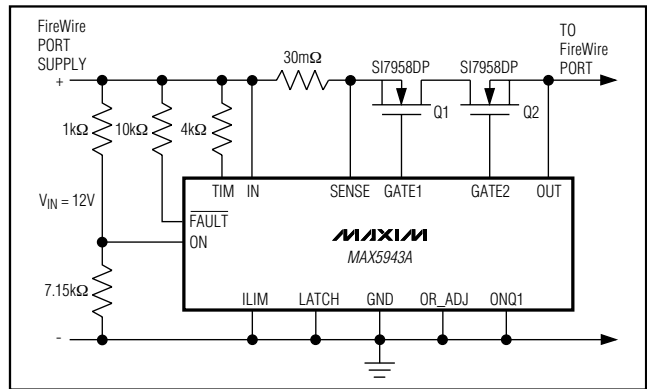 FireWire
PORT
SUPPLY
+
TO
FireWire
PORT
30mΩ
SI7958DP
SI7958DP
Q1
Q2
1kΩ
10kΩ
4kΩ
TIM
IN
SENSE
GATE1
GATE2
OUT
VIN = 12V
FAULT
ON
MAXIM
MAX5943A
7.15kΩ
ILIM
LATCH
GND
OR_ADJ
ONQ1
-